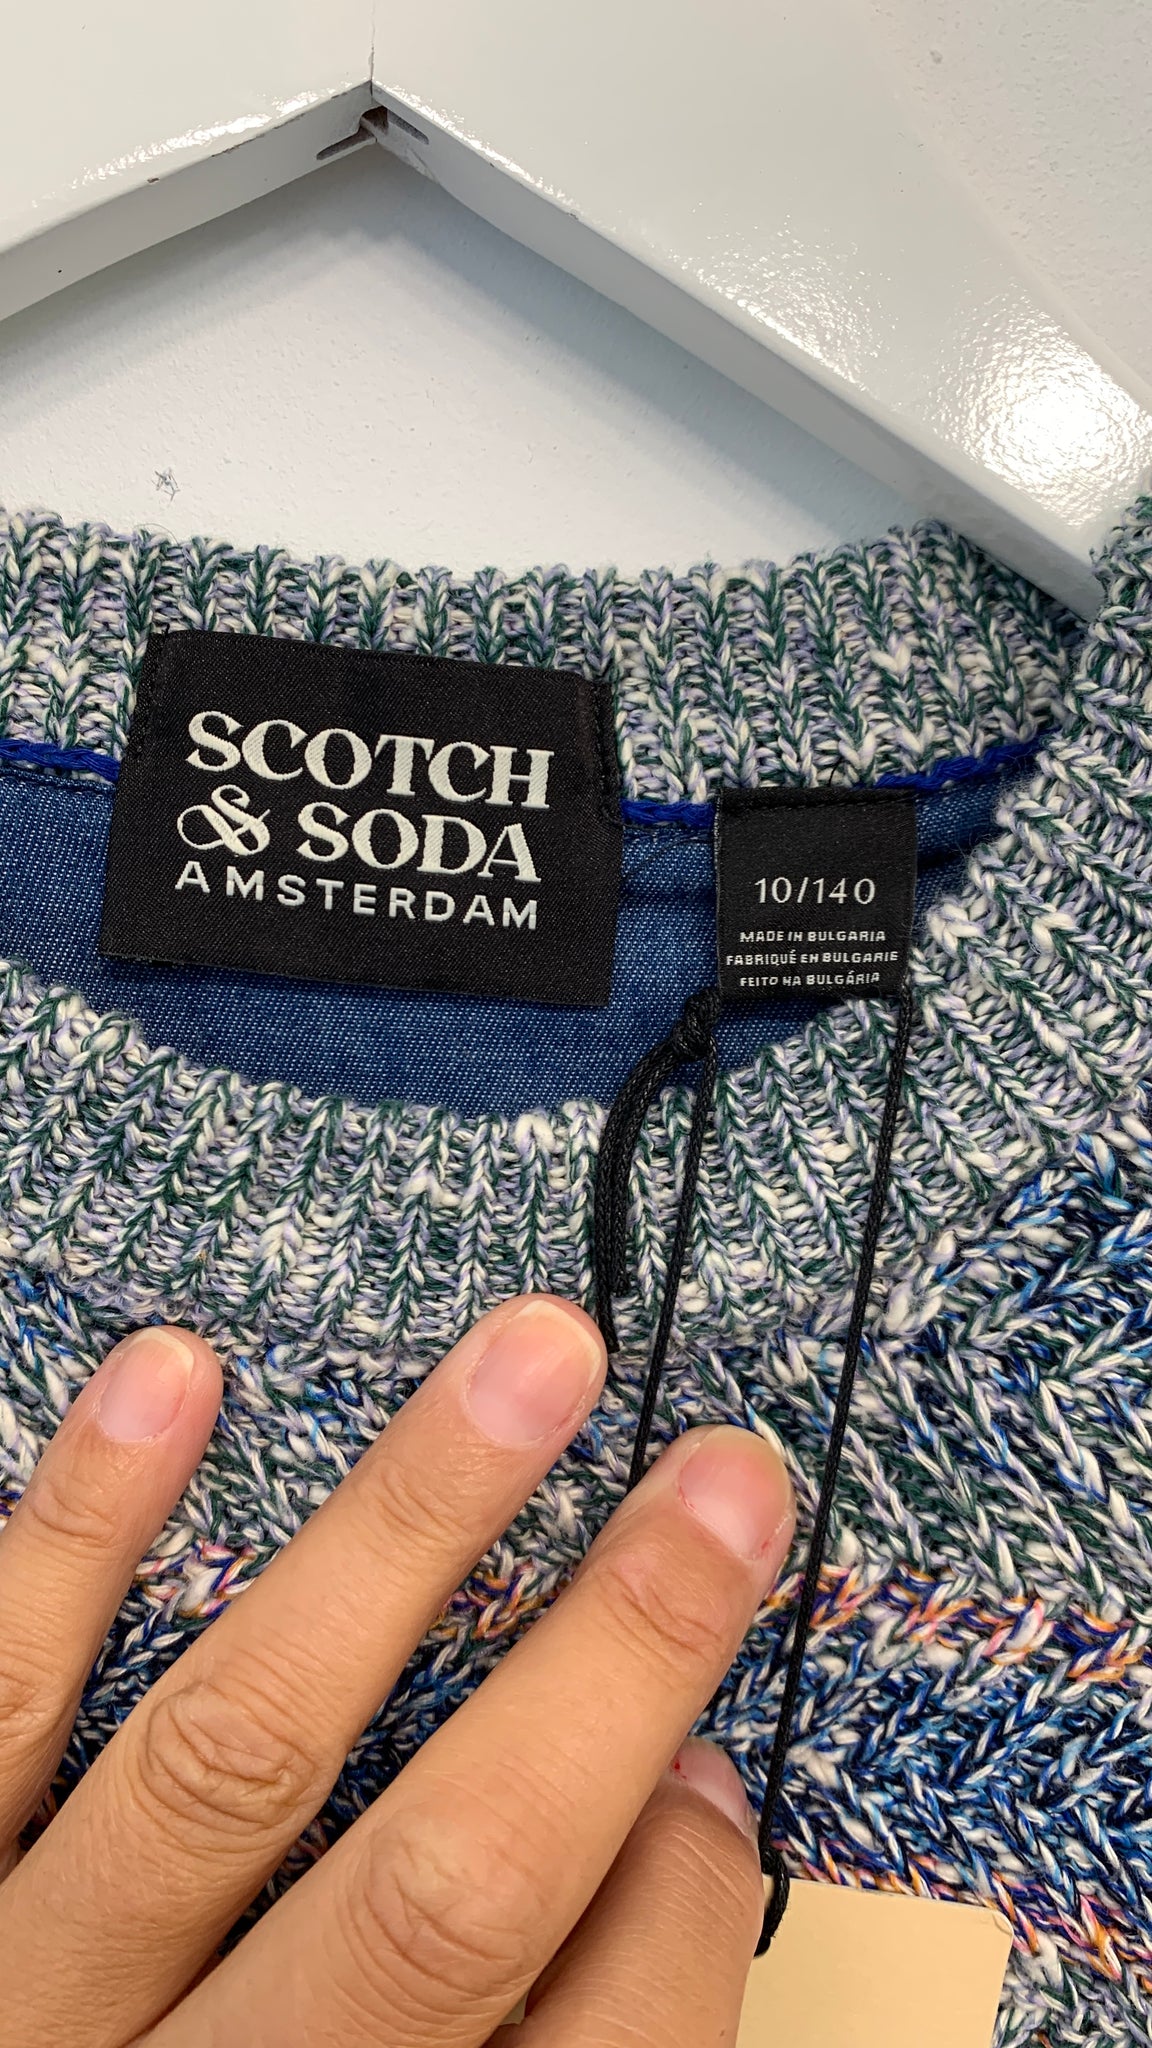 SCOTCH
& SODA
AMSTERDAM
10/140
MADE IN BULGARIA
FABRIQUÉ EN BULGARIE
FEITO NA BULGÁRIA